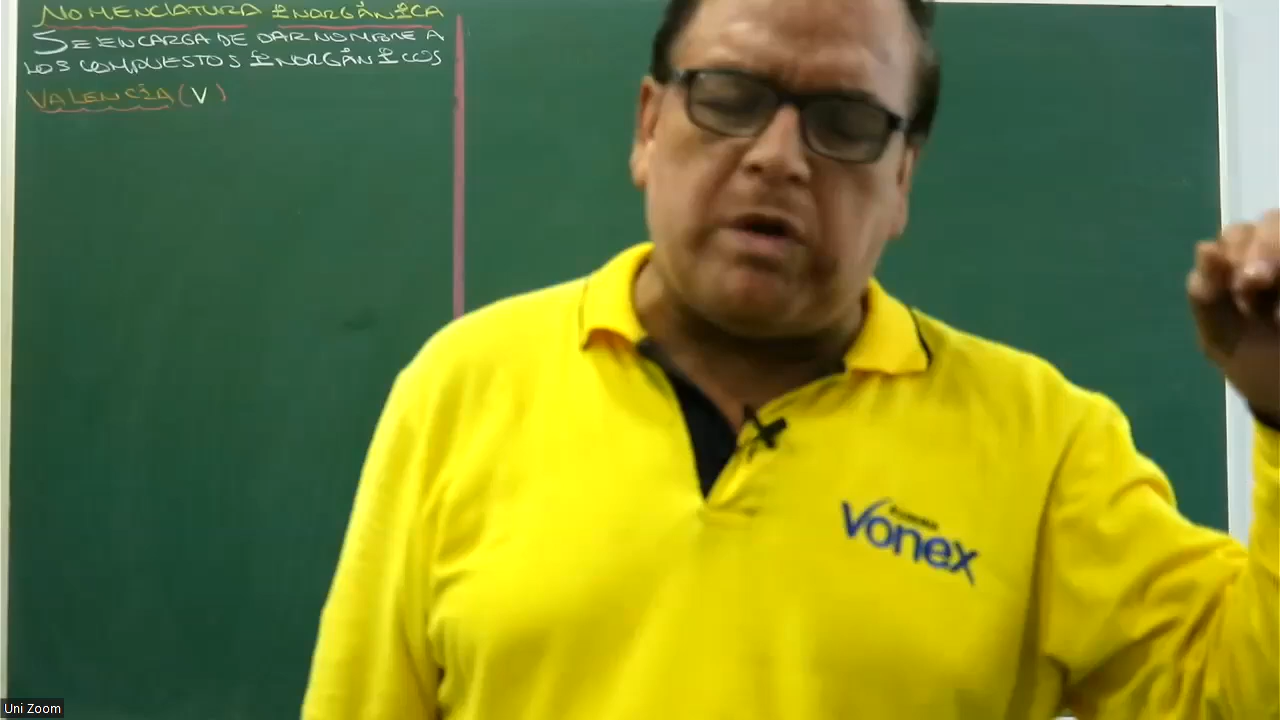 NOMENCLATURA INORGÁNICA
SE ENCARGA DE DAR NOMBRE A
LOS COMPUESTOS INORGÁNICOS
VALENCIA (V)
Vonex
Uni Zoom